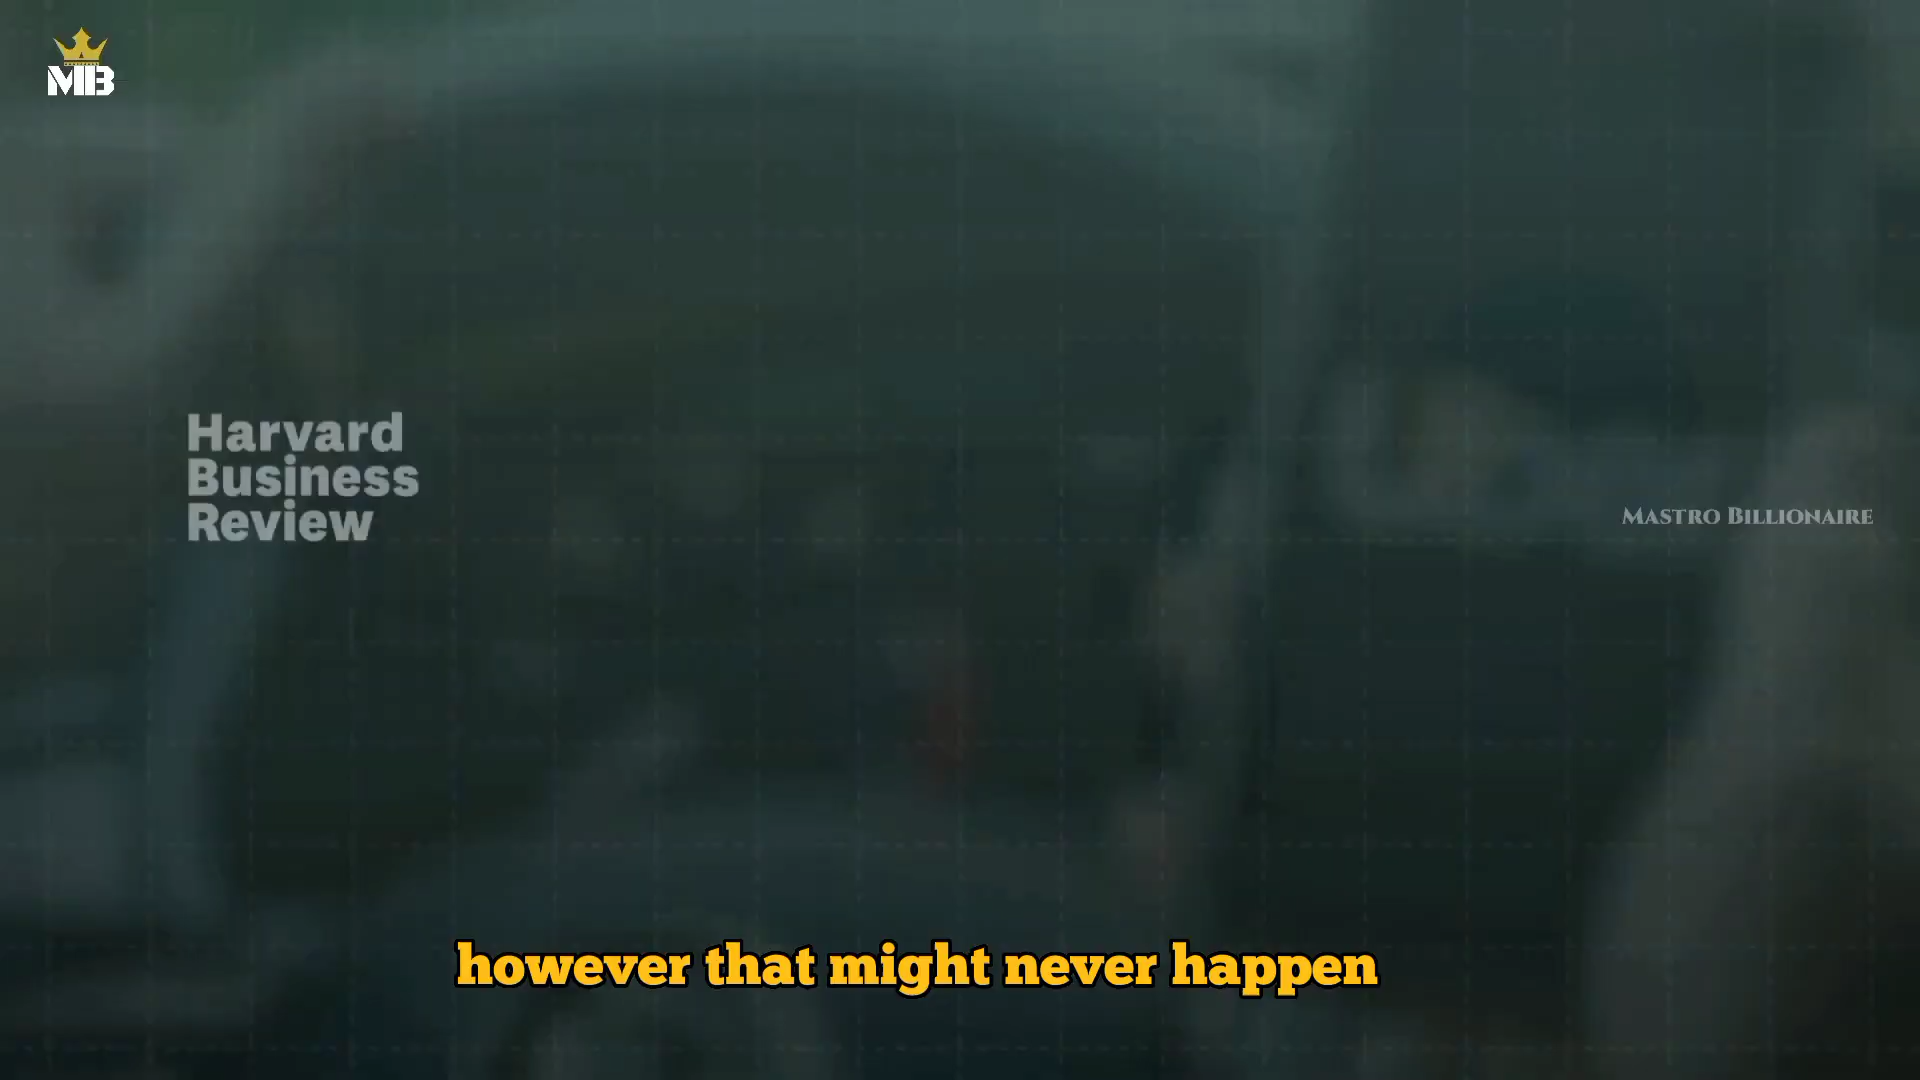 MB
Harvard
Business
Review
Mastro Billionaire
however that might never happen